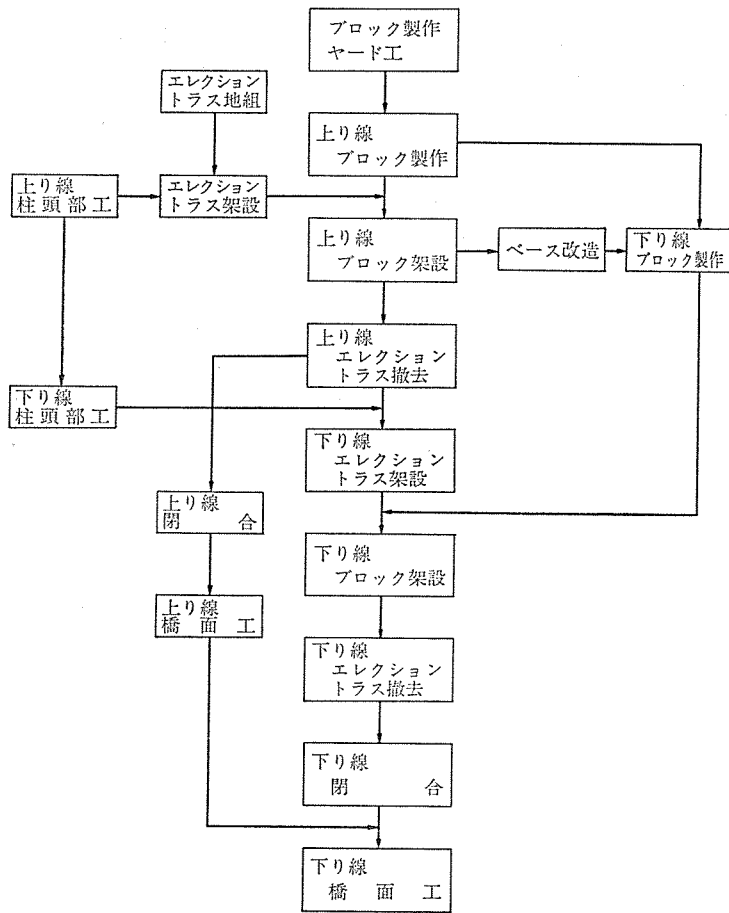 ブロック製作
ヤード工
エレクション
トラス地組
上り線
ブロック製作
上り線
柱頭部工
エレクション
トラス架設
上り線
ブロック架設
ベース改造
下り線
ブロック製作
上り線
エレクション
トラス撤去
下り線
柱頭部工
下り線
エレクション
トラス架設
上り線
閉合
下り線
ブロック架設
上り線
橋面工
下り線
エレクション
トラス撤去
下り線
閉合
下り線
橋面工